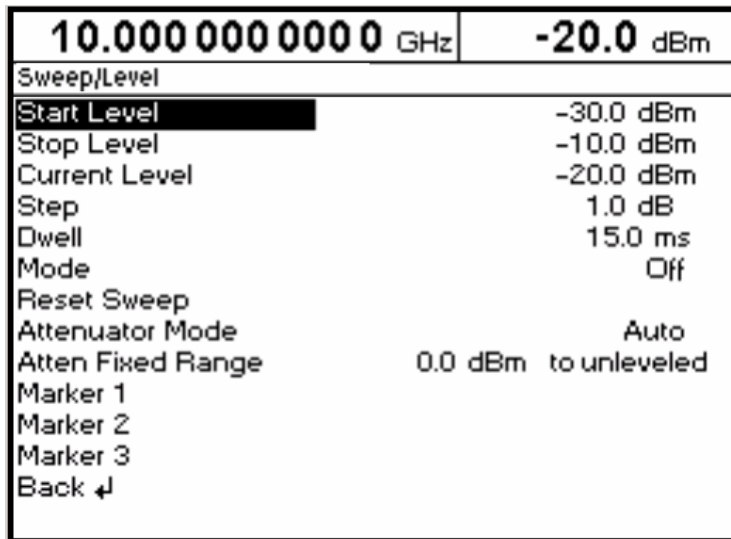 10.000 000 000 0 GHz -20.0 dBm
Sweep/Level
Start Level -30.0 dBm
Stop Level -10.0 dBm
Current Level -20.0 dBm
Step 1.0 dB
Dwell 15.0 ms
Mode Off
Reset Sweep
Attenuator Mode Auto
Atten Fixed Range 0.0 dBm to unleveled
Marker 1
Marker 2
Marker 3
Back ↲